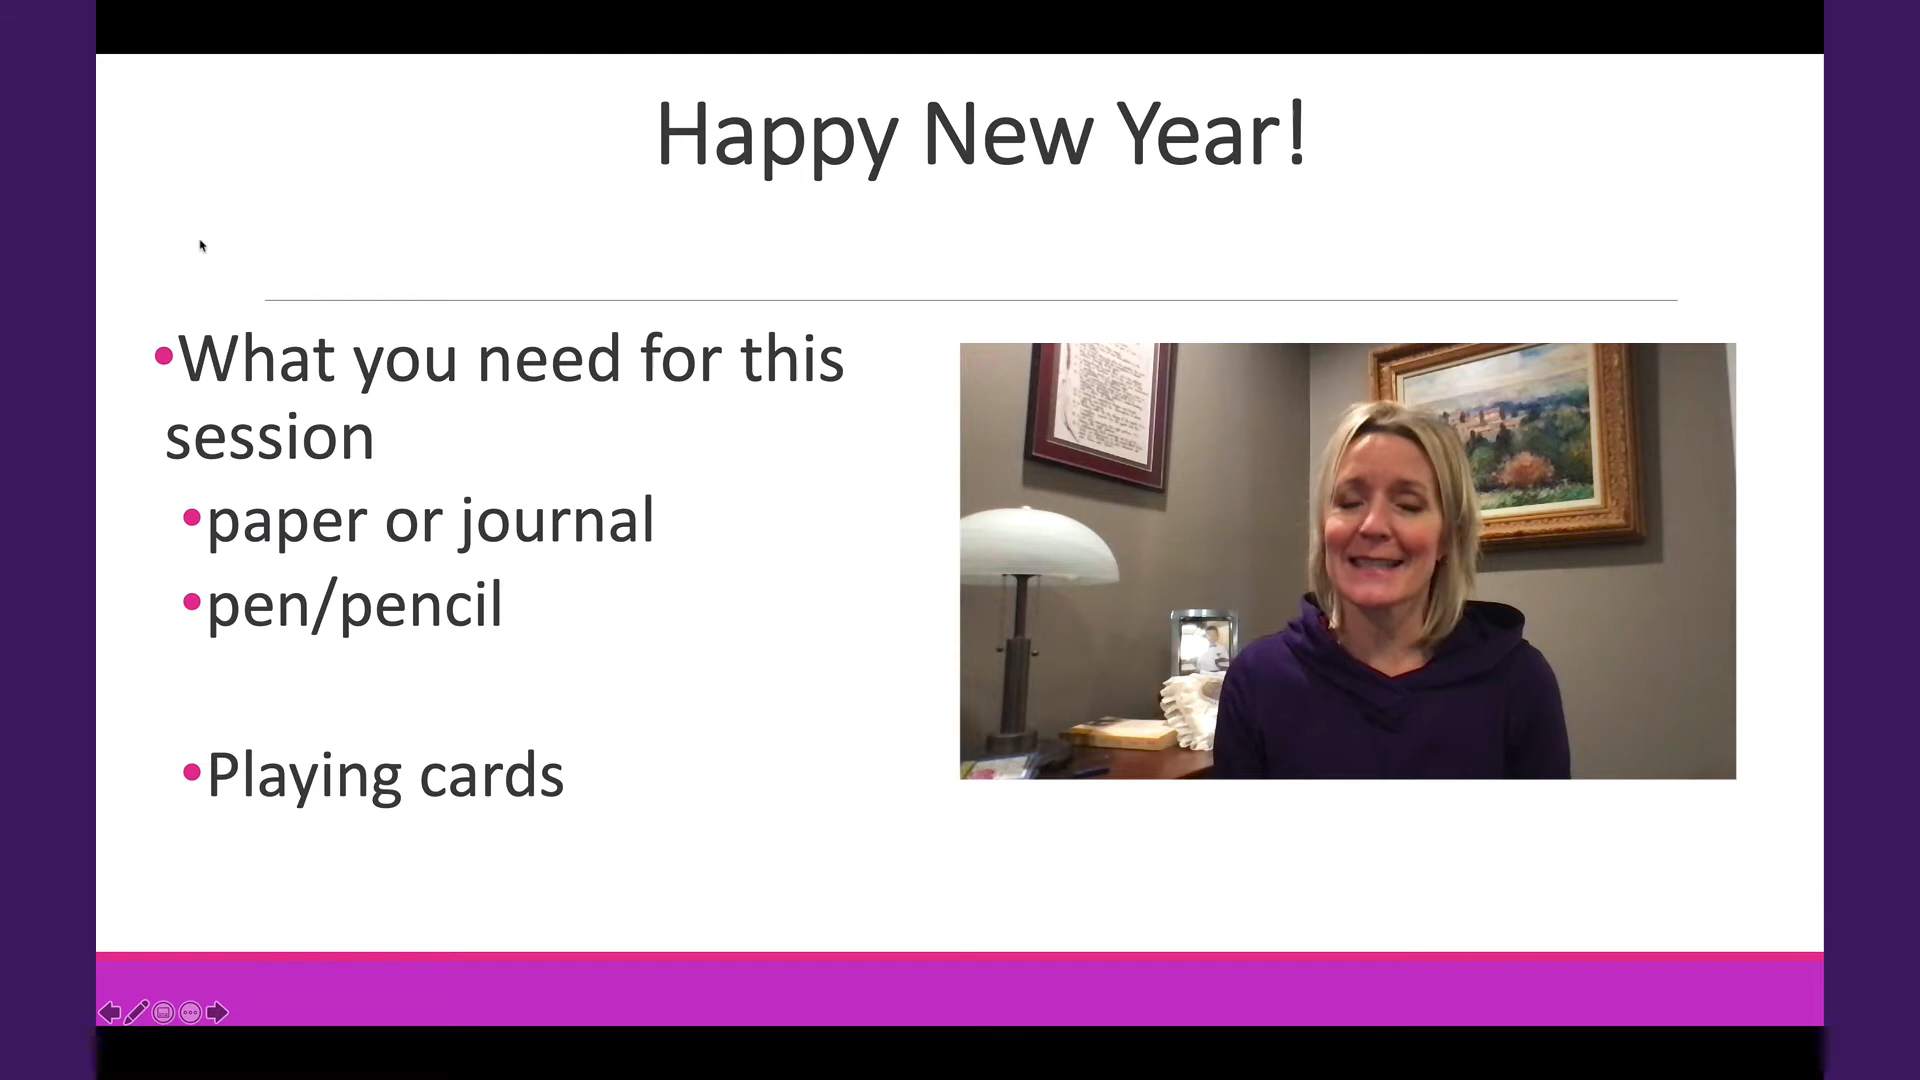 Happy New Year!
•What you need for this
session
•paper or journal
•pen/pencil
•Playing cards